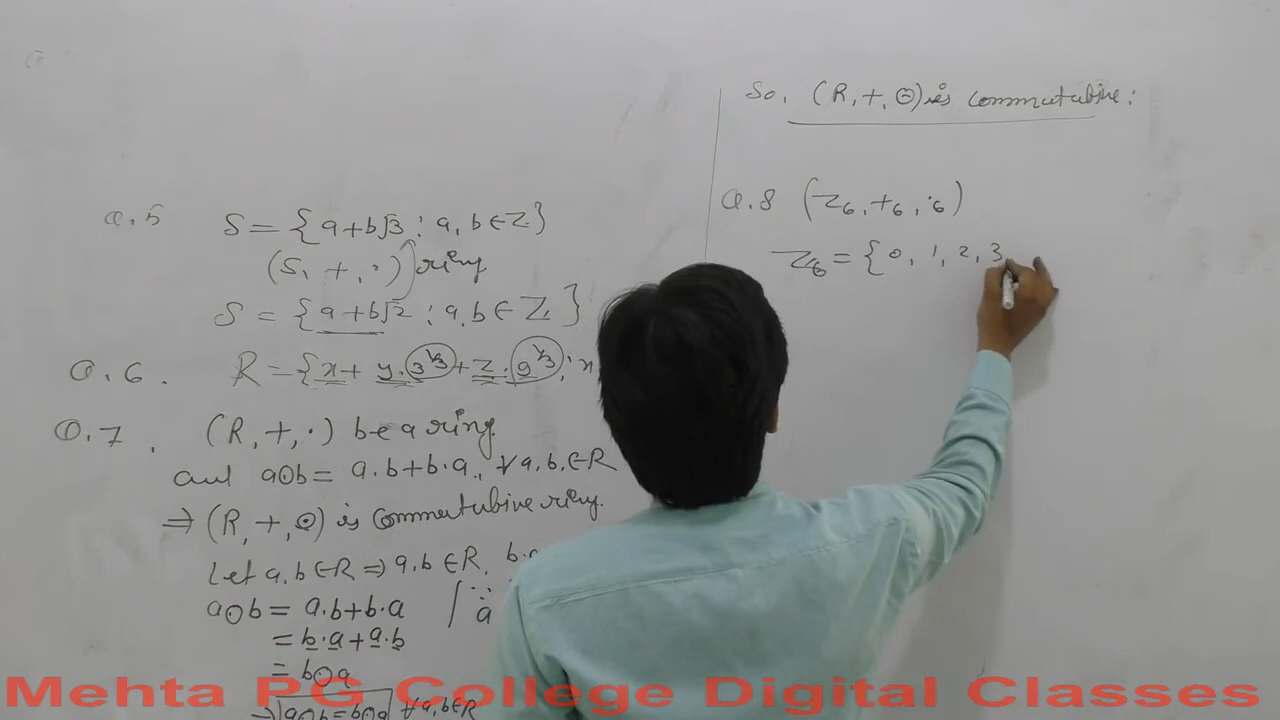 Q.5 S = {a+b√3 : a, b ∈ Z}
(S, +, ·) ring
S = {a+b√2 : a, b ∈ Z}
Q.6. R = {x + y.3^{1/3} + z.9^{1/3} :
Q.7. (R, +, ·) be a ring
and a⊙b = a.b+b.a, ∀ a, b, ∈ R
⇒ (R, +, ⊙) is commutative ring.
Let a, b ∈ R ⇒ a.b ∈ R,
a⊙b = a.b+b.a
= b.a+a.b
= b⊙a
⇒ a⊙b = b⊙a ∀ a, b ∈ R
∵
a
So, (R, +, ⊙) is commutative:
Q.8 (Z₆, +₆, ·₆)
Z₆ = {0, 1, 2, 3,
Mehta PG College Digital Classes